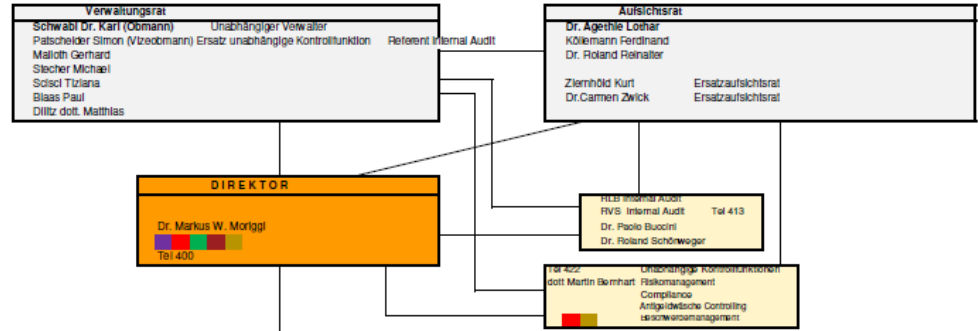 Verwaltungsrat
Schwabl Dr. Karl (Obmann) Unabhängiger Verwalter
Patscheider Simon (Vizeobmann) Ersatz unabhängige Kontrollfunktion Referent Internal Audit
Malloth Gerhard
Stecher Michael
Scisci Tiziana
Blaas Paul
Dilitz dott. Matthias
Aufsichtsrat
Dr. Agethle Lothar
Köllemann Ferdinand
Dr. Roland Reinalter
Ziernhöld Kurt Ersatzaufsichtsrat
Dr.Carmen Zwick Ersatzaufsichtsrat
DIREKTOR
Dr. Markus W. Moriggl
Tel 400
RLB Internal Audit
RVS Internal Audit Tel 413
Dr. Paolo Buccini
Dr. Roland Schörweger
Tel 422 Unabhängige Kontrollfunktionen
dott Martin Bernhart Risikomanagement
Compliance
Antigeldwäsche Controlling
Beschwerdemanagement